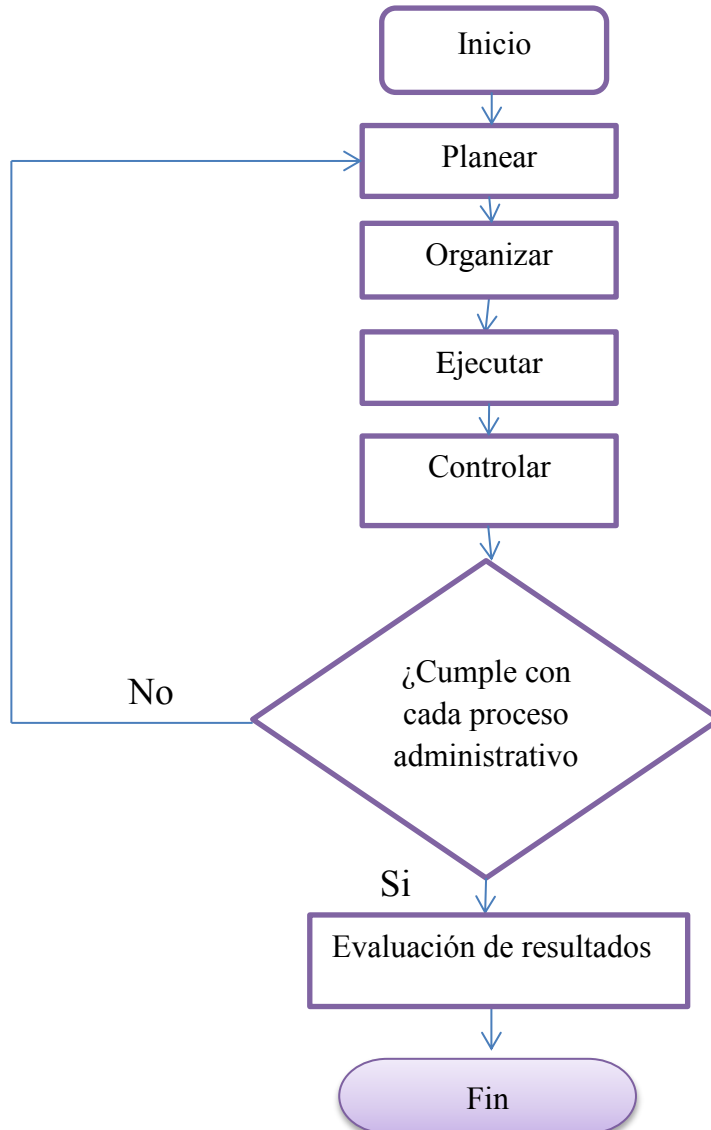 Inicio
Planear
Organizar
Ejecutar
Controlar
¿Cumple con
cada proceso
administrativo
No
Si
Evaluación de resultados
Fin